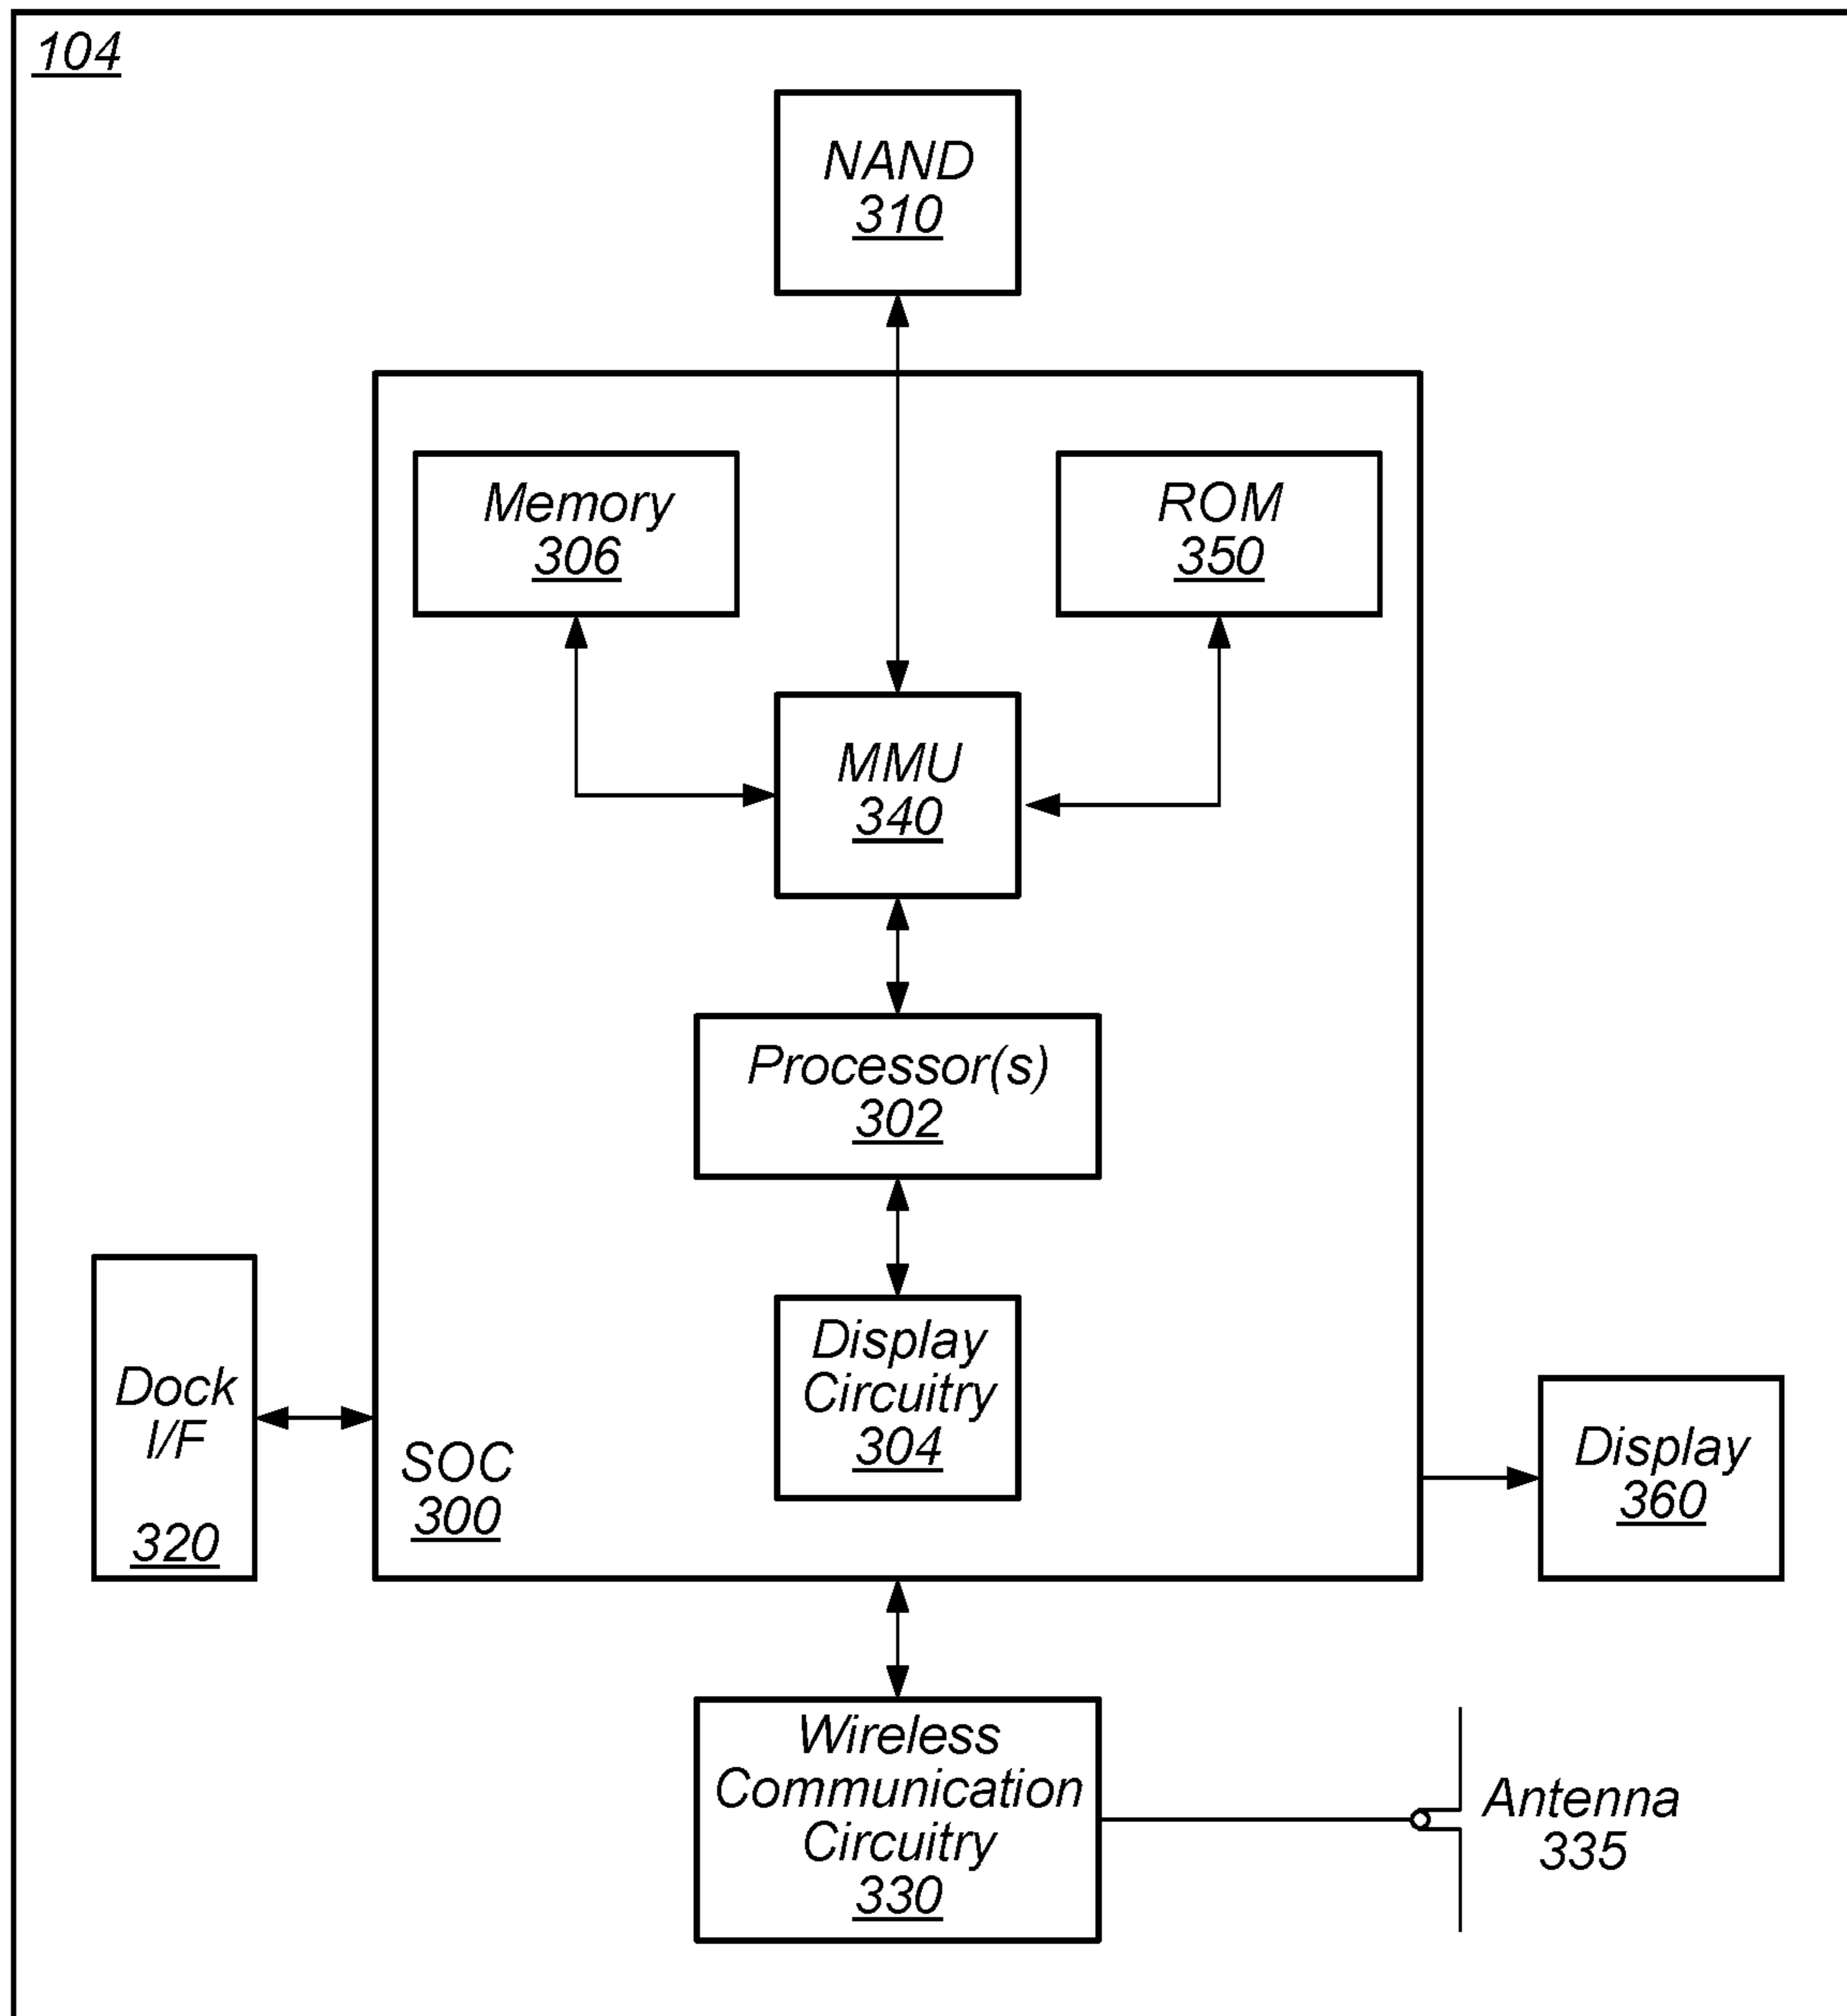 104
NAND
310
Memory
306
ROM
350
MMU
340
Processor(s)
302
Display
Circuitry
304
Dock
I/F
320
SOC
300
Display
360
Wireless
Communication
Circuitry
330
Antenna
335